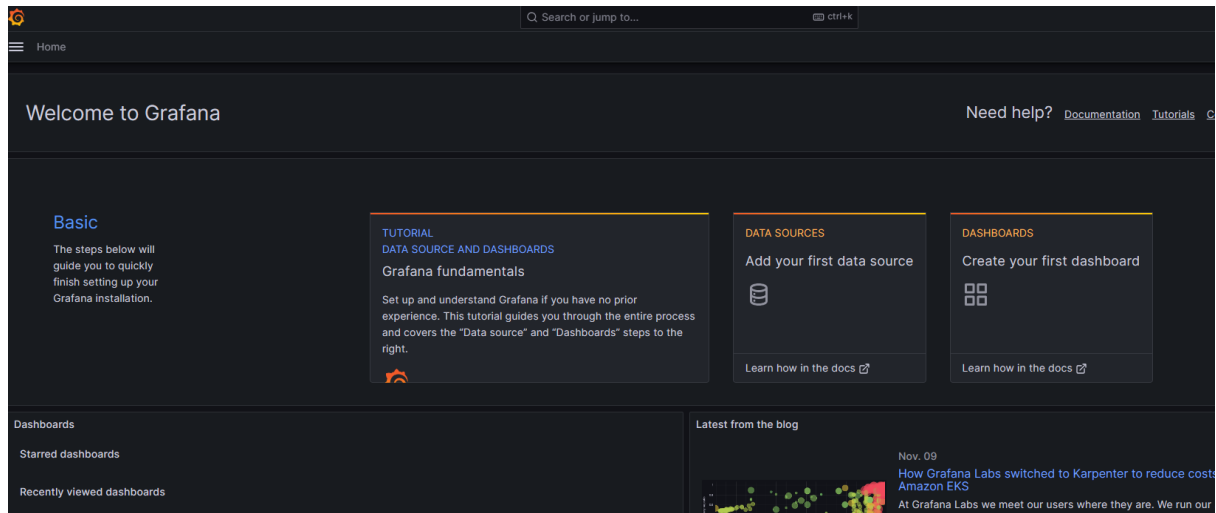 Search or jump to...
ctrl+k
Home
Welcome to Grafana
Need help? Documentation Tutorials
Basic
The steps below will
guide you to quickly
finish setting up your
Grafana installation.
TUTORIAL
DATA SOURCE AND DASHBOARDS
Grafana fundamentals
Set up and understand Grafana if you have no prior
experience. This tutorial guides you through the entire process
and covers the "Data source" and "Dashboards" steps to the
right.
DATA SOURCES
Add your first data source
Learn how in the docs
DASHBOARDS
Create your first dashboard
Learn how in the docs
Dashboards
Starred dashboards
Recently viewed dashboards
Latest from the blog
Nov. 09
How Grafana Labs switched to Karpenter to reduce costs
Amazon EKS
At Grafana Labs we meet our users where they are. We run our